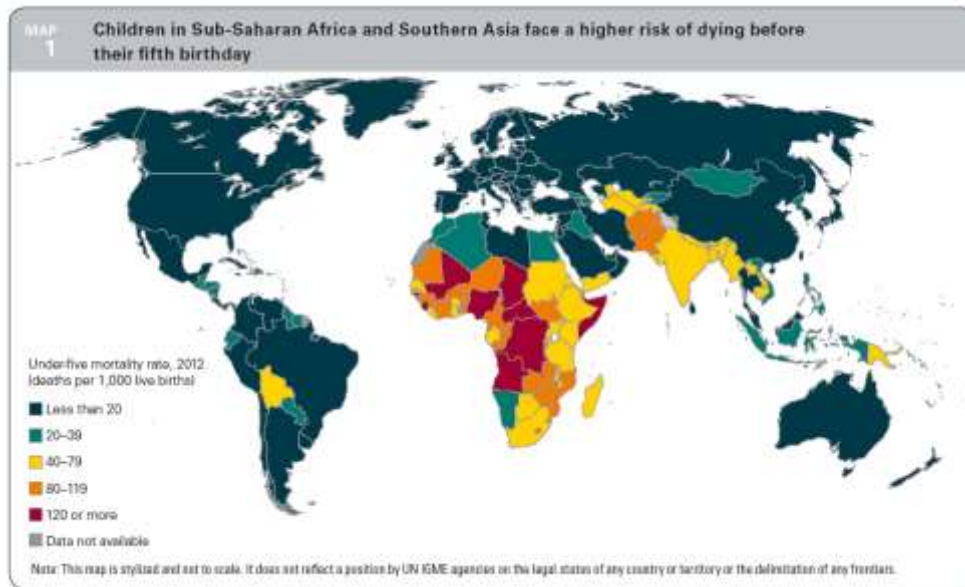 MAP
1
Children in Sub-Saharan Africa and Southern Asia face a higher risk of dying before
their fifth birthday
Under-five mortality rate, 2012
(deaths per 1,000 live births)
Less than 20
20–39
40–79
80–119
120 or more
Data not available
Note: This map is stylized and not to scale. It does not reflect a position by UN IGME agencies on the legal status of any country or territory or the delimitation of any frontiers.